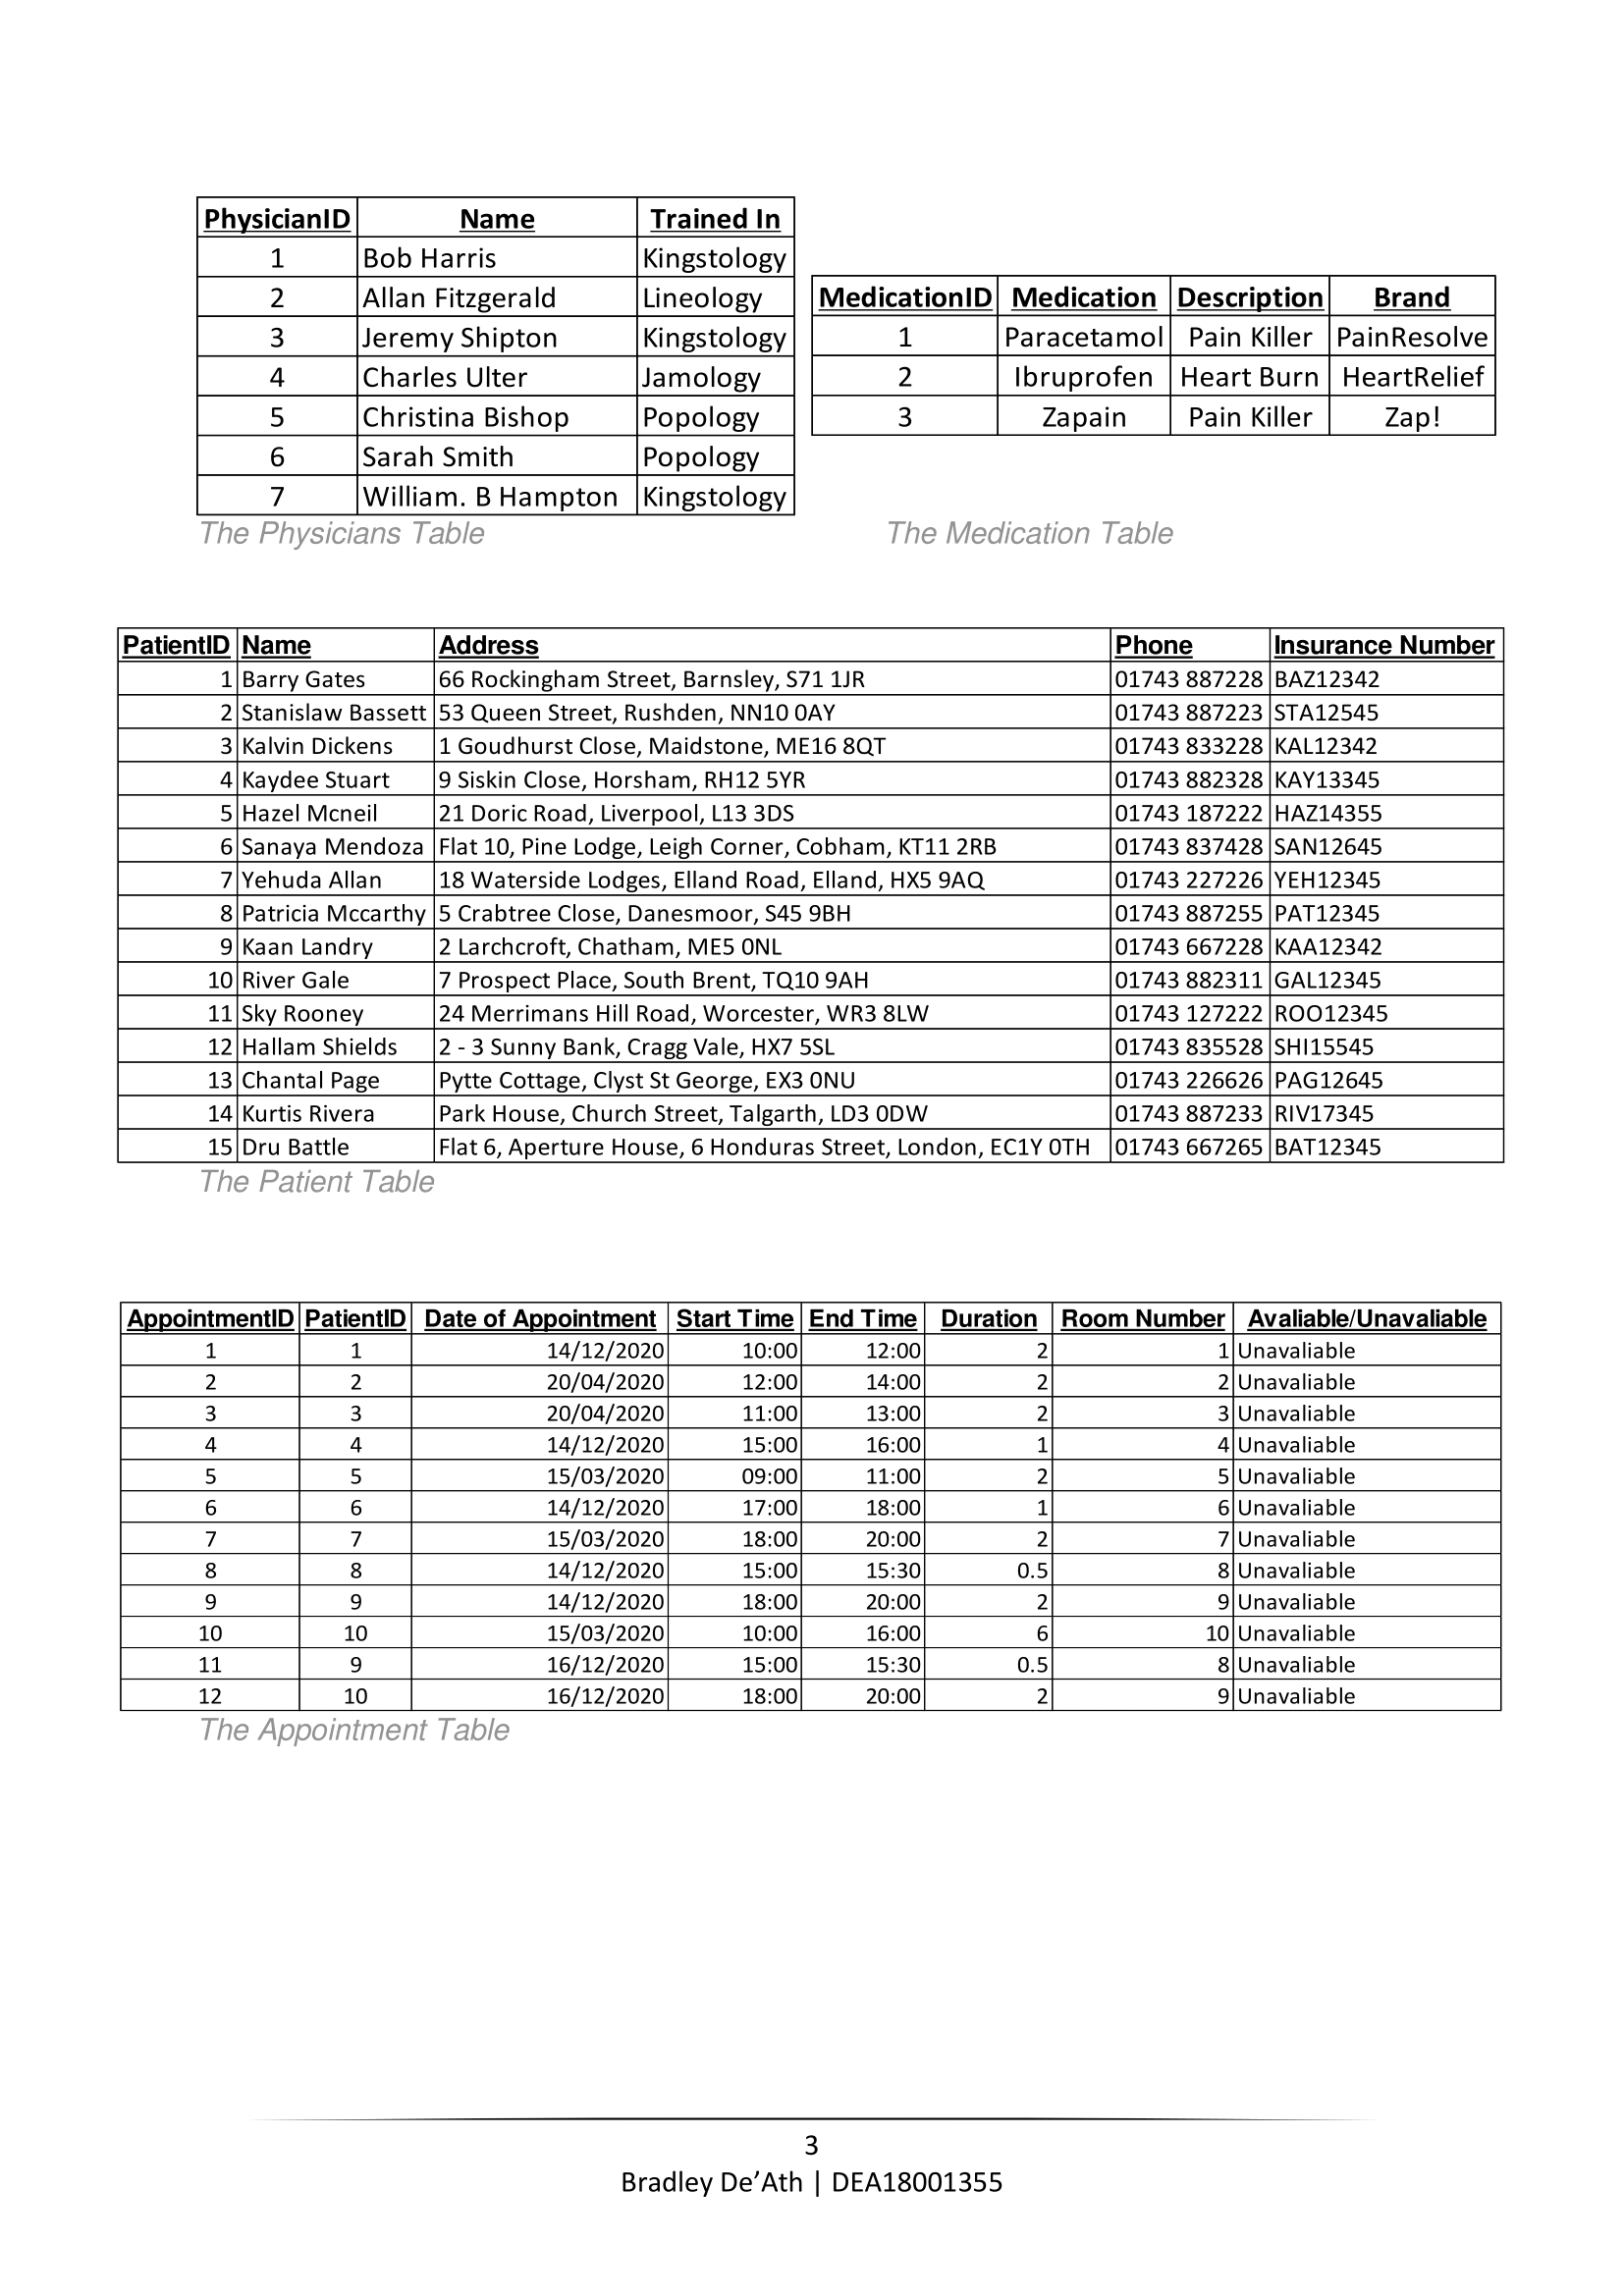 PhysicianID Name Trained In
1 Bob Harris Kingstology
2 Allan Fitzgerald Lineology
3 Jeremy Shipton Kingstology
4 Charles Ulter Jamology
5 Christina Bishop Popology
6 Sarah Smith Popology
7 William. B Hampton Kingstology
The Physicians Table
MedicationID Medication Description Brand
1 Paracetamol Pain Killer PainResolve
2 Ibruprofen Heart Burn HeartRelief
3 Zapain Pain Killer Zap!
The Medication Table
PatientID Name Address Phone Insurance Number
1 Barry Gates 66 Rockingham Street, Barnsley, S71 1JR 01743 887228 BAZ12342
2 Stanislaw Bassett 53 Queen Street, Rushden, NN10 0AY 01743 887223 STA12545
3 Kalvin Dickens 1 Goudhurst Close, Maidstone, ME16 8QT 01743 833228 KAL12342
4 Kaydee Stuart 9 Siskin Close, Horsham, RH12 5YR 01743 882328 KAY13345
5 Hazel Mcneil 21 Doric Road, Liverpool, L13 3DS 01743 187222 HAZ14355
6 Sanaya Mendoza Flat 10, Pine Lodge, Leigh Corner, Cobham, KT11 2RB 01743 837428 SAN12645
7 Yehuda Allan 18 Waterside Lodges, Elland Road, Elland, HX5 9AQ 01743 227226 YEH12345
8 Patricia Mccarthy 5 Crabtree Close, Danesmoor, S45 9BH 01743 887255 PAT12345
9 Kaan Landry 2 Larchcroft, Chatham, ME5 0NL 01743 667228 KAA12342
10 River Gale 7 Prospect Place, South Brent, TQ10 9AH 01743 882311 GAL12345
11 Sky Rooney 24 Merrimans Hill Road, Worcester, WR3 8LW 01743 127222 ROO12345
12 Hallam Shields 2 - 3 Sunny Bank, Cragg Vale, HX7 5SL 01743 835528 SHI15545
13 Chantal Page Pytte Cottage, Clyst St George, EX3 0NU 01743 226626 PAG12645
14 Kurtis Rivera Park House, Church Street, Talgarth, LD3 0DW 01743 887233 RIV17345
15 Dru Battle Flat 6, Aperture House, 6 Honduras Street, London, EC1Y 0TH 01743 667265 BAT12345
The Patient Table
AppointmentID PatientID Date of Appointment Start Time End Time Duration Room Number Avaliable/Unavaliable
1 1 14/12/2020 10:00 12:00 2 1 Unavaliable
2 2 20/04/2020 12:00 14:00 2 2 Unavaliable
3 3 20/04/2020 11:00 13:00 2 3 Unavaliable
4 4 14/12/2020 15:00 16:00 1 4 Unavaliable
5 5 15/03/2020 09:00 11:00 2 5 Unavaliable
6 6 14/12/2020 17:00 18:00 1 6 Unavaliable
7 7 15/03/2020 18:00 20:00 2 7 Unavaliable
8 8 14/12/2020 15:00 15:30 0.5 8 Unavaliable
9 9 14/12/2020 18:00 20:00 2 9 Unavaliable
10 10 15/03/2020 10:00 16:00 6 10 Unavaliable
11 9 16/12/2020 15:00 15:30 0.5 8 Unavaliable
12 10 16/12/2020 18:00 20:00 2 9 Unavaliable
The Appointment Table
3
Bradley De’Ath | DEA18001355